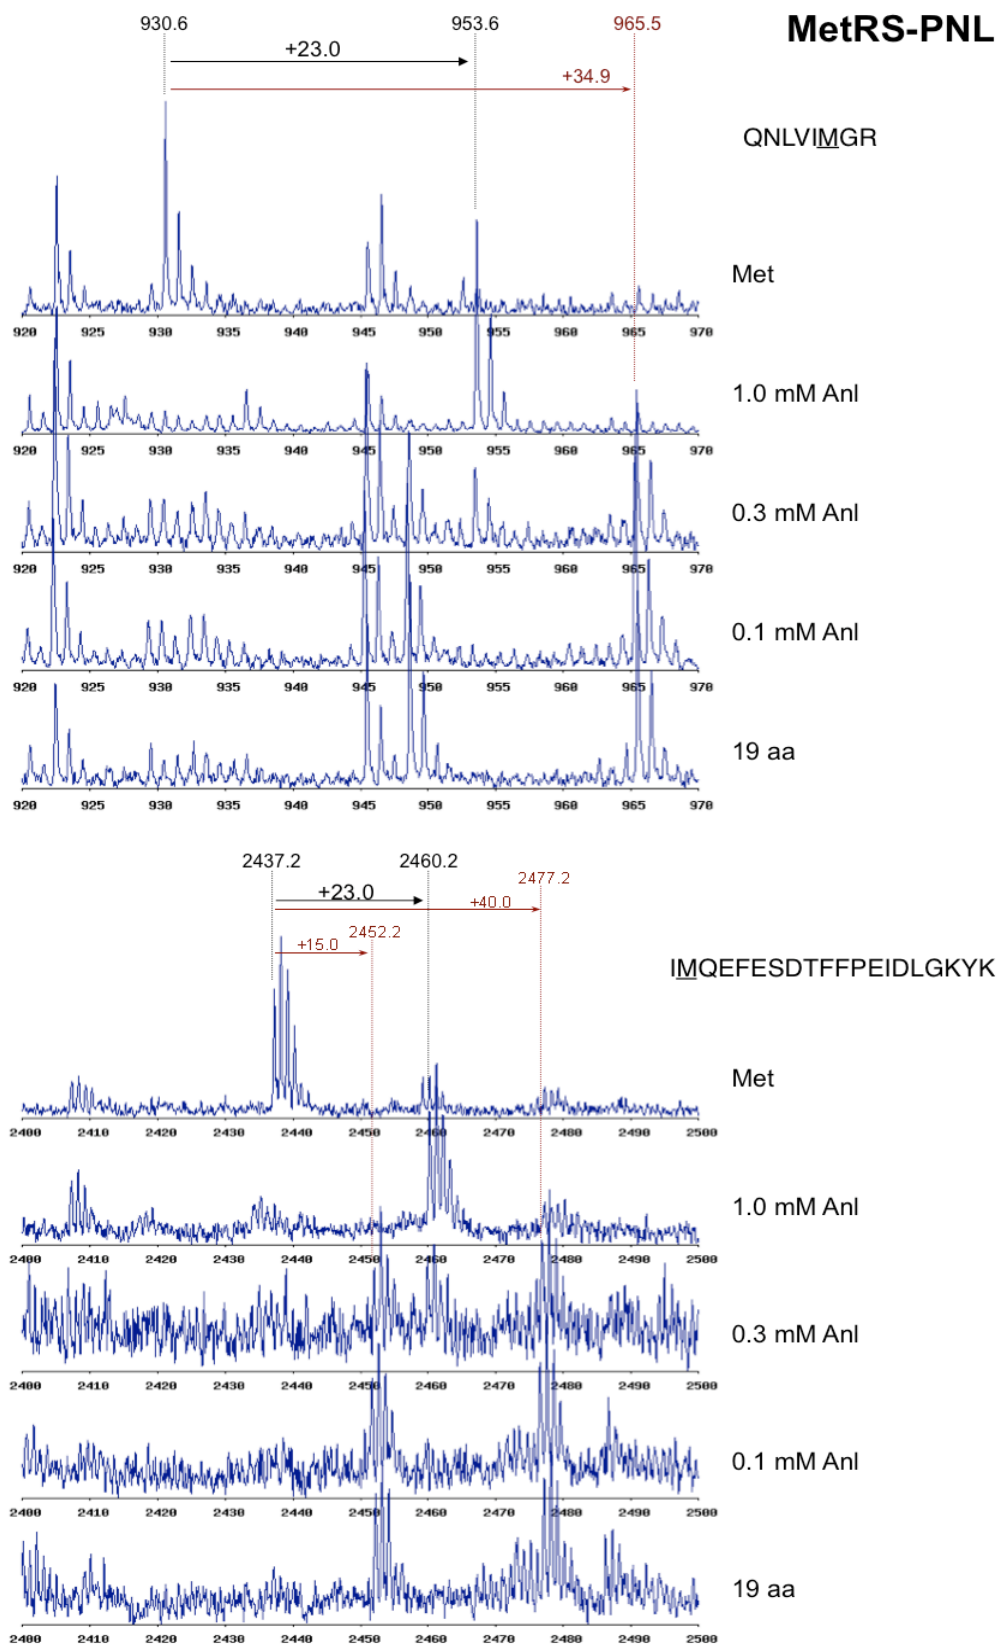 930.6 953.6 965.5 MetRS-PNL
+23.0
+34.9
QNLVIMGR
Met
920 925 930 935 940 945 950 955 960 965 970
1.0 mM Anl
920 925 930 935 940 945 950 955 960 965 970
0.3 mM Anl
920 925 930 935 940 945 950 955 960 965 970
0.1 mM Anl
920 925 930 935 940 945 950 955 960 965 970
19 aa
920 925 930 935 940 945 950 955 960 965 970
2437.2 2460.2
2477.2
+23.0
+40.0
2452.2
+15.0
IMQEFESDTFFPEIDLGKYK
Met
2400 2410 2420 2430 2440 2450 2460 2470 2480 2490 2500
1.0 mM Anl
2400 2410 2420 2430 2440 2450 2460 2470 2480 2490 2500
0.3 mM Anl
2400 2410 2420 2430 2440 2450 2460 2470 2480 2490 2500
0.1 mM Anl
2400 2410 2420 2430 2440 2450 2460 2470 2480 2490 2500
19 aa
2400 2410 2420 2430 2440 2450 2460 2470 2480 2490 2500